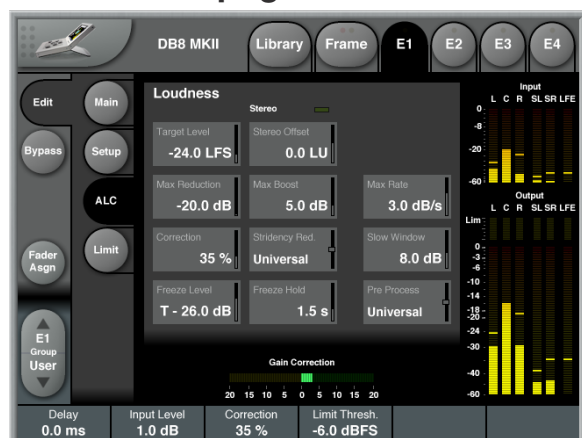 DB8 MKII
Library
Frame
E1
E2
E3
E4
Edit
Bypass
Fader
Asgn
E1
Group
User
Main
Setup
ALC
Limit
Loudness
Stereo
Target Level
-24.0 LFS
Stereo Offset
0.0 LU
Max Reduction
-20.0 dB
Max Boost
5.0 dB
Max Rate
3.0 dB/s
Correction
35 %
Stridency Red.
Universal
Slow Window
8.0 dB
Freeze Level
T - 26.0 dB
Freeze Hold
1.5 s
Pre Process
Universal
Gain Correction
20 15 10 5 0 5 10 15 20
Input
L C R SL SR LFE
0
-8
-20
-60
Output
L C R SL SR LFE
Lim
0
-3
-6
-10
-14
-18
-20
-24
-30
-40
-60
Delay
0.0 ms
Input Level
1.0 dB
Correction
35 %
Limit Thresh.
-6.0 dBFS